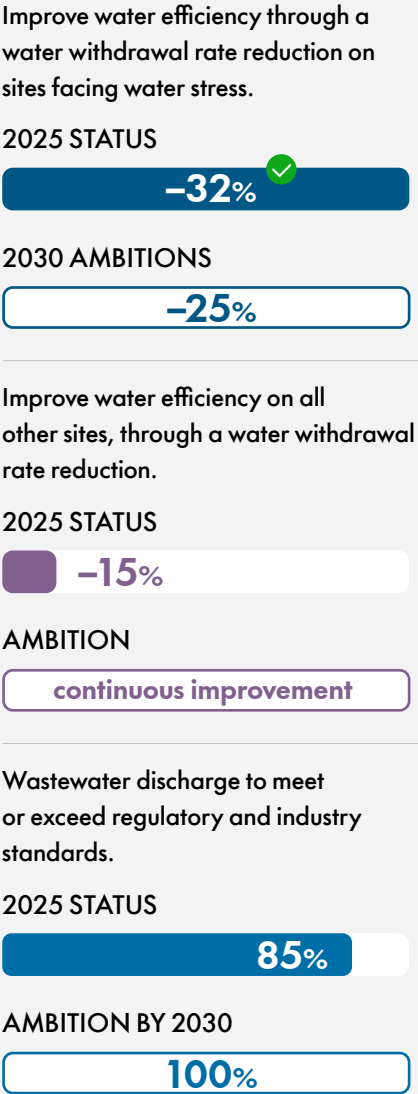 Improve water efficiency through a
water withdrawal rate reduction on
sites facing water stress.
2025 STATUS
–32%
2030 AMBITIONS
–25%
Improve water efficiency on all
other sites, through a water withdrawal
rate reduction.
2025 STATUS
–15%
AMBITION
continuous improvement
Wastewater discharge to meet
or exceed regulatory and industry
standards.
2025 STATUS
85%
AMBITION BY 2030
100%